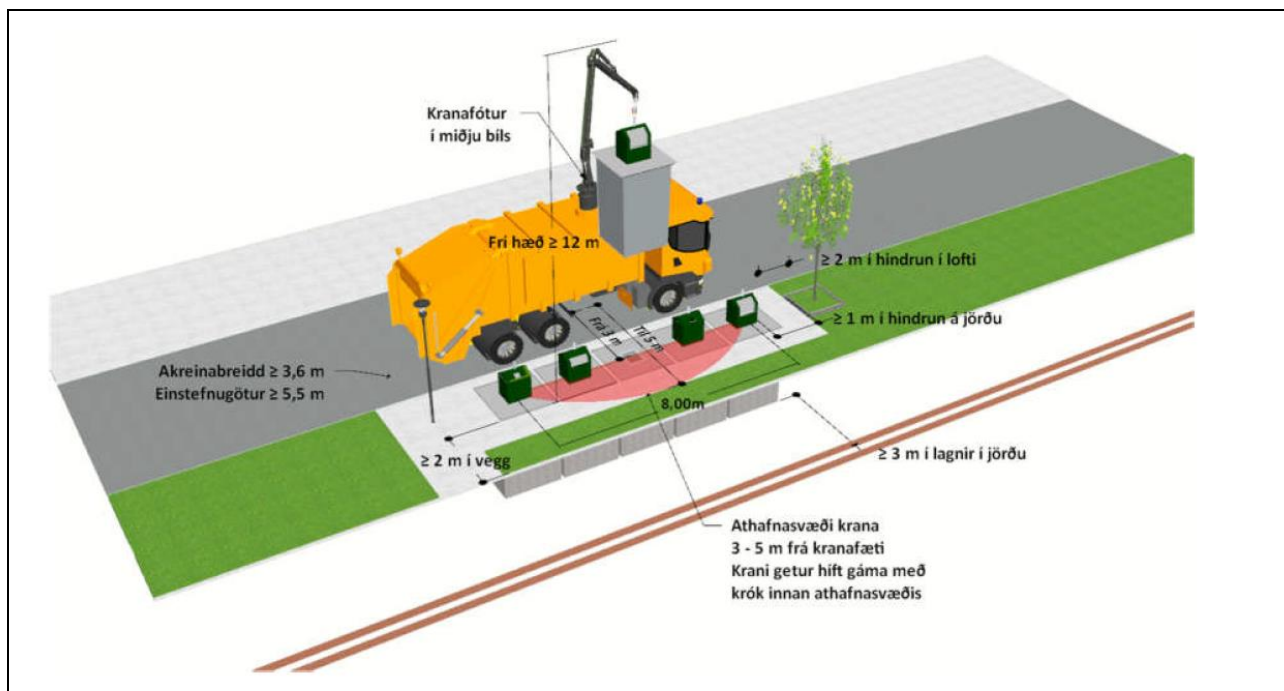 Kranafótur
í miðju bíls
Frí hæð ≥ 12 m
≥ 2 m í hindrun í lofti
≥ 1 m í hindrun á jörðu
Frá 3 m
Til 5 m
Akreinabreidd ≥ 3,6 m
Einstefnugötur ≥ 5,5 m
8,00m
≥ 2 m í vegg
≥ 3 m í lagnir í jörðu
Athafnasvæði krana
3 - 5 m frá kranafæti
Krani getur híft gáma með
krók innan athafnasvæðis